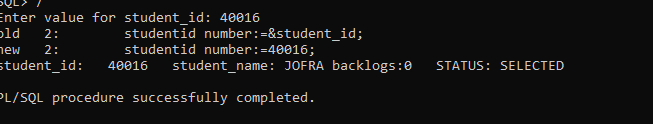 SQL> /
Enter value for student_id: 40016
old   2:        studentid number:=&student_id;
new   2:        studentid number:=40016;
student_id:   40016   student_name: JOFRA backlogs:0   STATUS: SELECTED
PL/SQL procedure successfully completed.